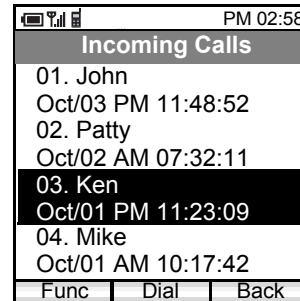 PM 02:58
Incoming Calls
01. John
Oct/03 PM 11:48:52
02. Patty
Oct/02 AM 07:32:11
03. Ken
Oct/01 PM 11:23:09
04. Mike
Oct/01 AM 10:17:42
Func Dial Back